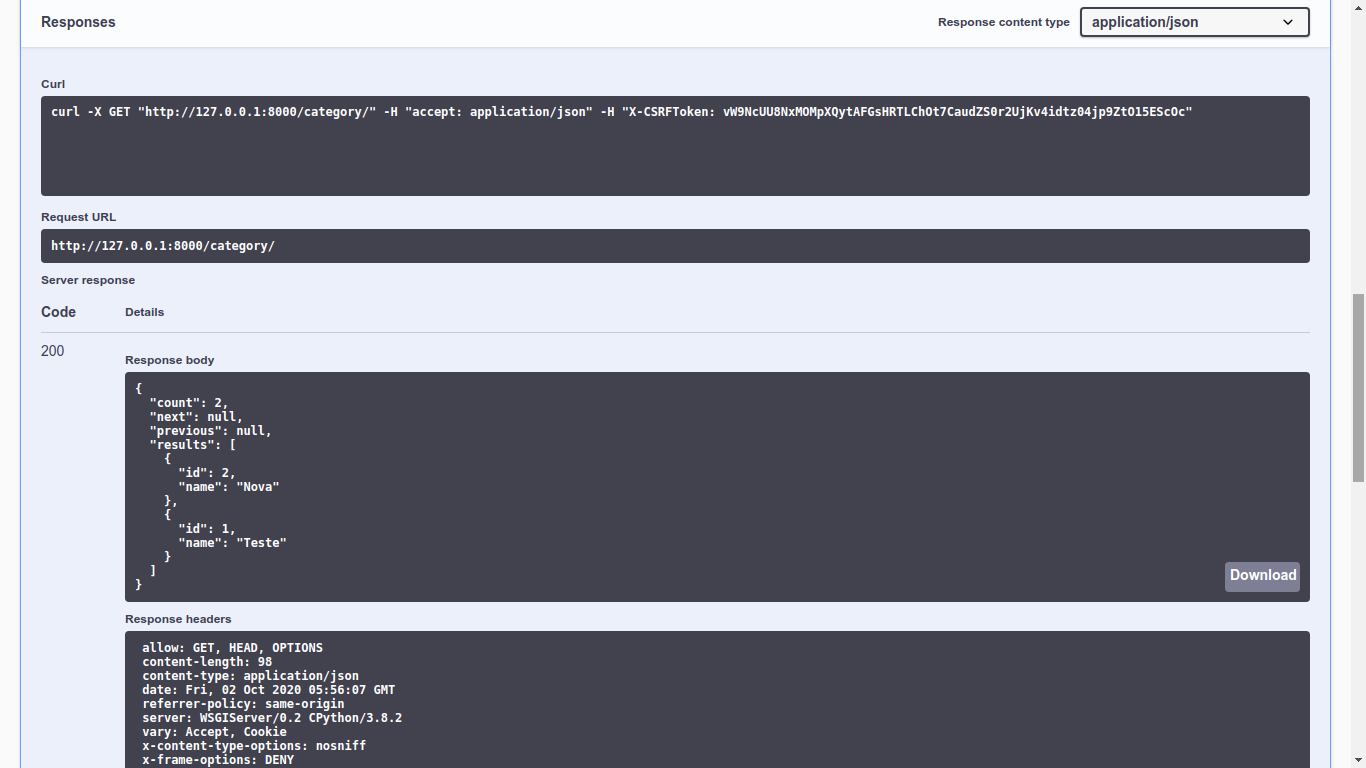 Responses
Response content type
application/json
Curl
curl -X GET "http://127.0.0.1:8000/category/" -H "accept: application/json" -H "X-CSRFToken: vW9NcUU8NxMOMpXQytAFGsHRTLChOt7CaudZS0r2UjKv4idtz04jp9ZtO15EScOc"
Request URL
http://127.0.0.1:8000/category/
Server response
Code
Details
200
Response body
{
  "count": 2,
  "next": null,
  "previous": null,
  "results": [
    {
      "id": 2,
      "name": "Nova"
    },
    {
      "id": 1,
      "name": "Teste"
    }
  ]
}
Download
Response headers
allow: GET, HEAD, OPTIONS
content-length: 98
content-type: application/json
date: Fri, 02 Oct 2020 05:56:07 GMT
referrer-policy: same-origin
server: WSGIServer/0.2 CPython/3.8.2
vary: Accept, Cookie
x-content-type-options: nosniff
x-frame-options: DENY